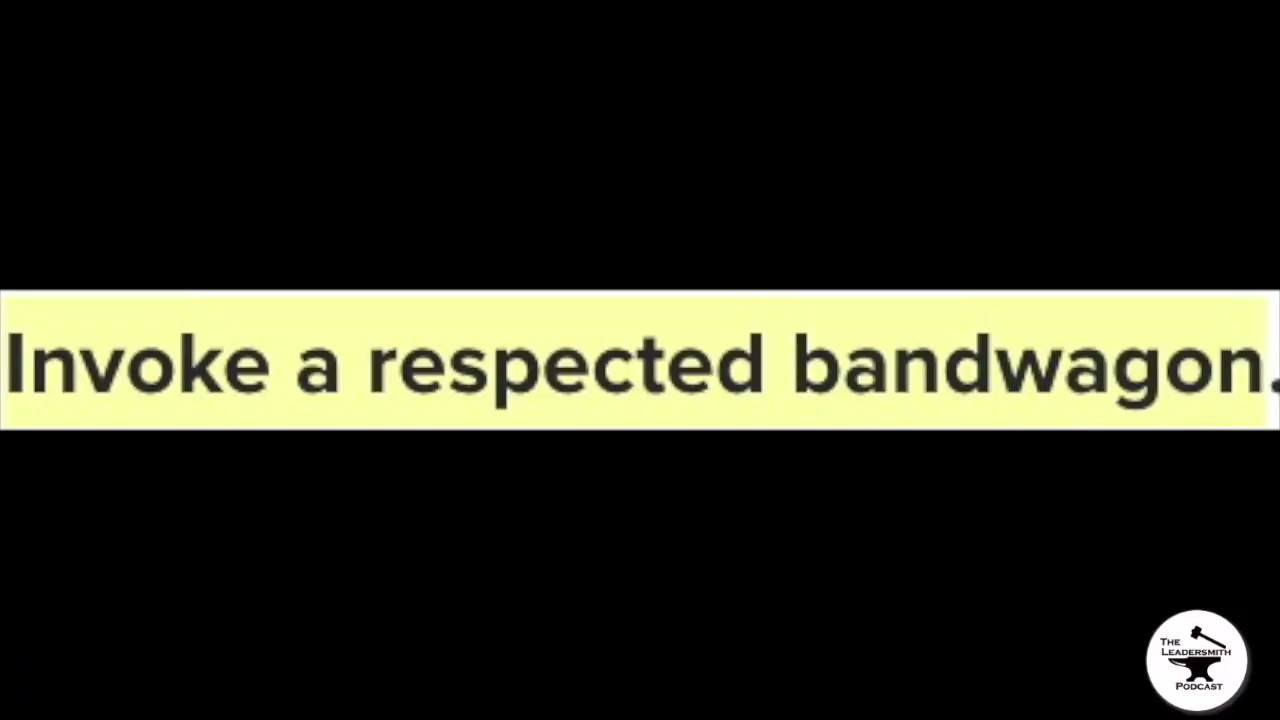 Invoke a respected bandwagon.
THE
LEADERSMITH
PODCAST